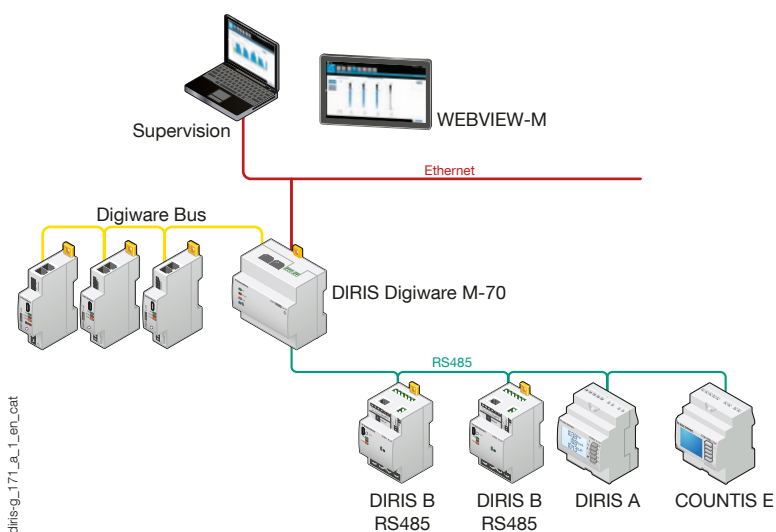 Supervision
WEBVIEW-M
Ethernet
Digiware Bus
DIRIS Digiware M-70
RS485
DIRIS B
RS485
DIRIS B
RS485
DIRIS A
COUNTIS E
diris-g_171_a_1_en_cat